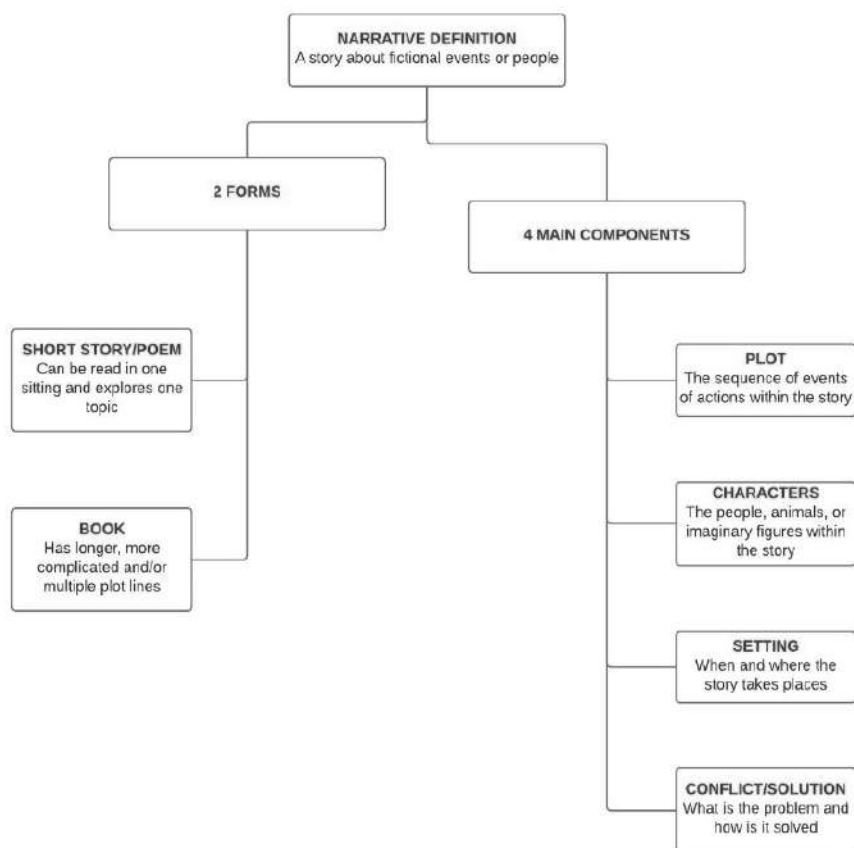 NARRATIVE DEFINITION
A story about fictional events or people
2 FORMS
4 MAIN COMPONENTS
SHORT STORY/POEM
Can be read in one
sitting and explores one
topic
BOOK
Has longer, more
complicated and/or
multiple plot lines
PLOT
The sequence of events
of actions within the story
CHARACTERS
The people, animals, or
imaginary figures within
the story
SETTING
When and where the
story takes places
CONFLICT/SOLUTION
What is the problem and
how is it solved